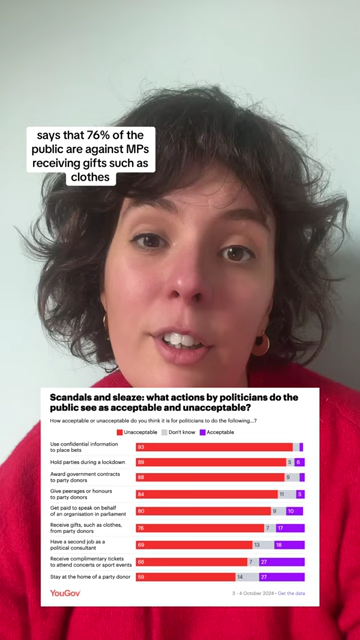 says that 76% of the
public are against MPs
receiving gifts such as
clothes
Scandals and sleaze: what actions by politicians do the
public see as acceptable and unacceptable?
How acceptable or unacceptable do you think it is for politicians to do the following...?
Unacceptable Don't know Acceptable
Use confidential information
to place bets
93
Hold parties during a lockdown
89 5 6
Award government contracts
to party donors
88 9
Give peerages or honours
to party donors
84 11 5
Get paid to speak on behalf
of an organisation in parliament
80 9 10
Receive gifts, such as clothes,
from party donors
76 7 17
Have a second job as a
political consultant
69 13 18
Receive complimentary tickets
to attend concerts or sport events
66 7 27
Stay at the home of a party donor
59 14 27
YouGov
3 - 4 October 2024 • Get the data